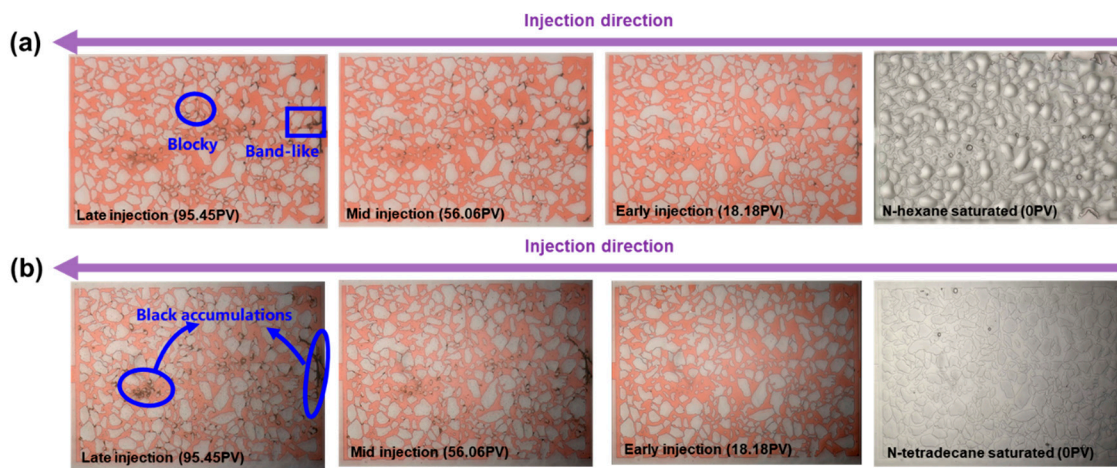 Injection direction
(a)
Blocky
Band-like
Late injection (95.45PV)
Mid injection (56.06PV)
Early injection (18.18PV)
N-hexane saturated (0PV)
Injection direction
(b)
Black accumulations
Late injection (95.45PV)
Mid injection (56.06PV)
Early injection (18.18PV)
N-tetradecane saturated (0PV)